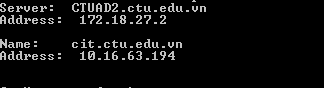 Server:  CTUAD2.ctu.edu.vn
Address:  172.18.27.2
Name:    cit.ctu.edu.vn
Address:  10.16.63.194